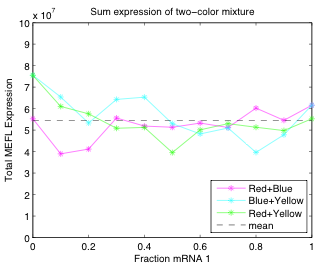 Sum expression of two−color mixture
x 10^7
10
9
8
7
6
5
4
3
2
1
0
Total MEFL Expression
0 0.2 0.4 0.6 0.8 1
Fraction mRNA 1
Red+Blue
Blue+Yellow
Red+Yellow
mean